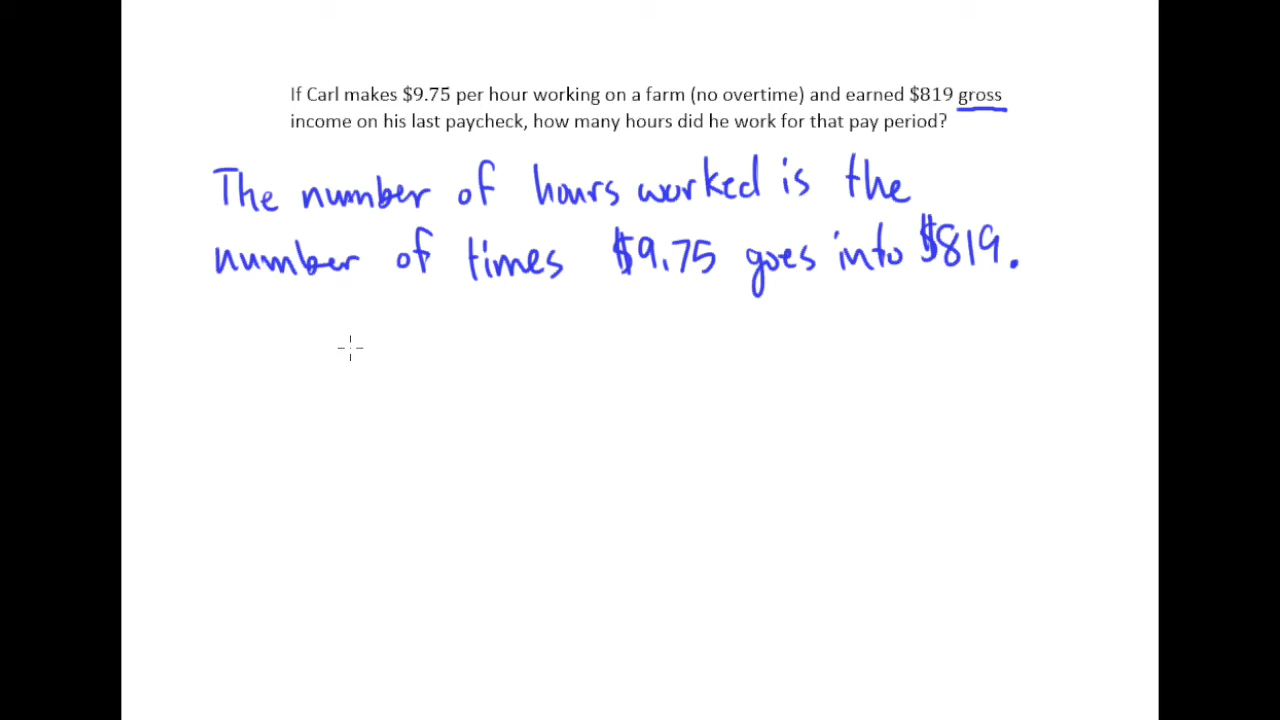 If Carl makes $9.75 per hour working on a farm (no overtime) and earned $819 gross
income on his last paycheck, how many hours did he work for that pay period?
The number of hours worked is the
number of times $9.75 goes into $819.